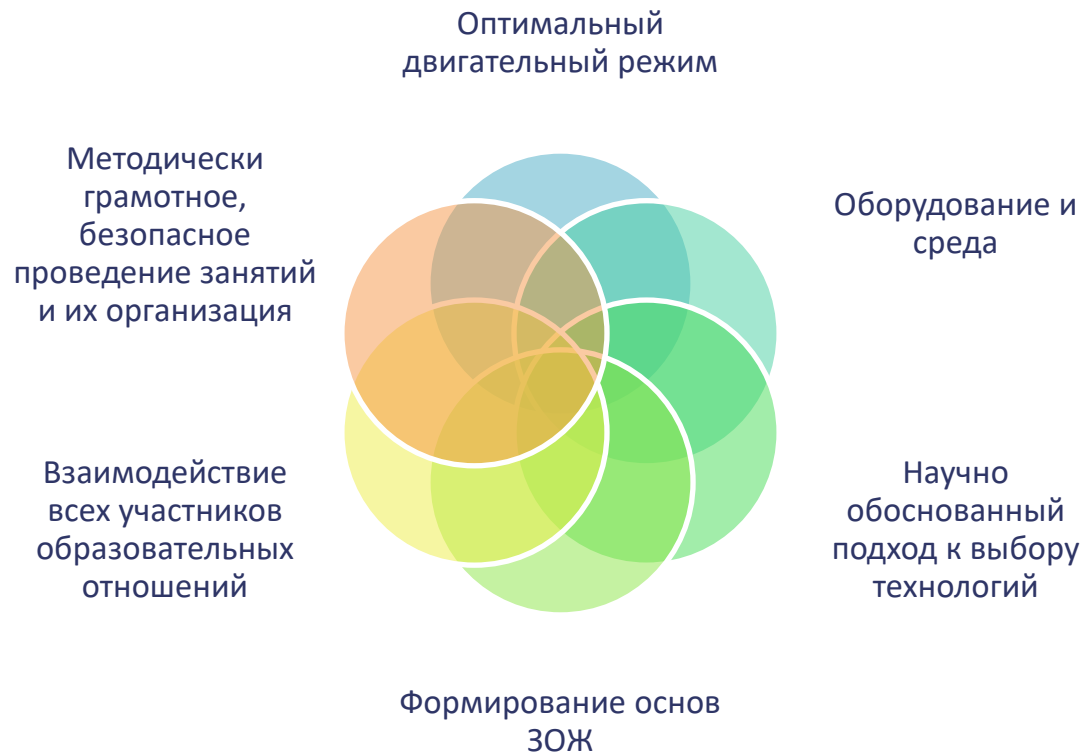 Оптимальный
двигательный режим
Методически
грамотное,
безопасное
проведение занятий
и их организация
Оборудование и
среда
Взаимодействие
всех участников
образовательных
отношений
Научно
обоснованный
подход к выбору
технологий
Формирование основ
ЗОЖ